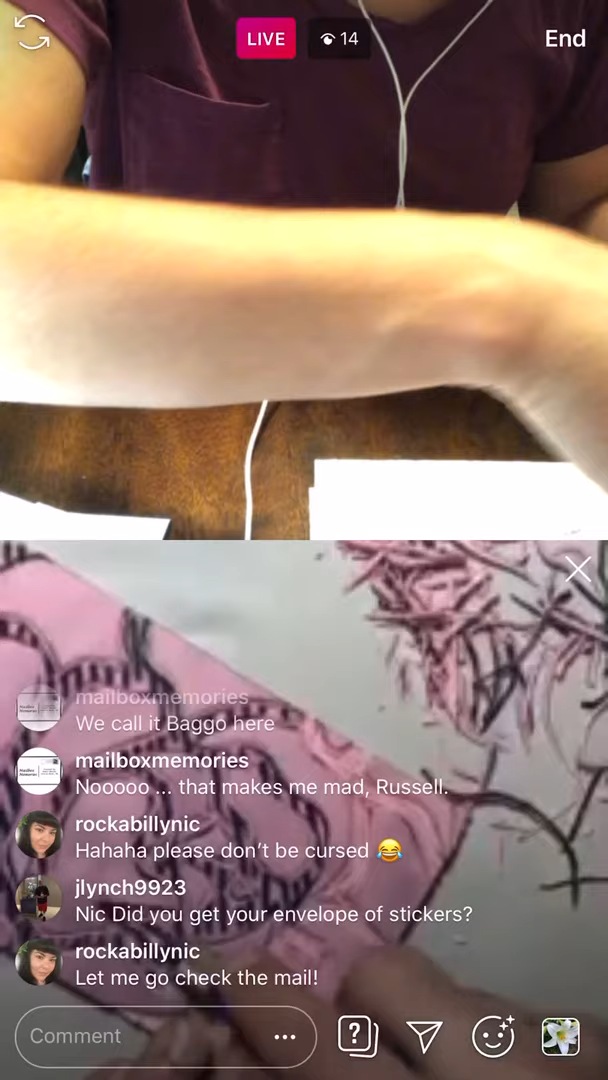 LIVE
14
End
mailboxmemories
We call it Baggo here
mailboxmemories
Nooooo ... that makes me mad, Russell.
rockabillynic
Hahaha please don’t be cursed 😂
jlynch9923
Nic Did you get your envelope of stickers?
rockabillynic
Let me go check the mail!
Comment